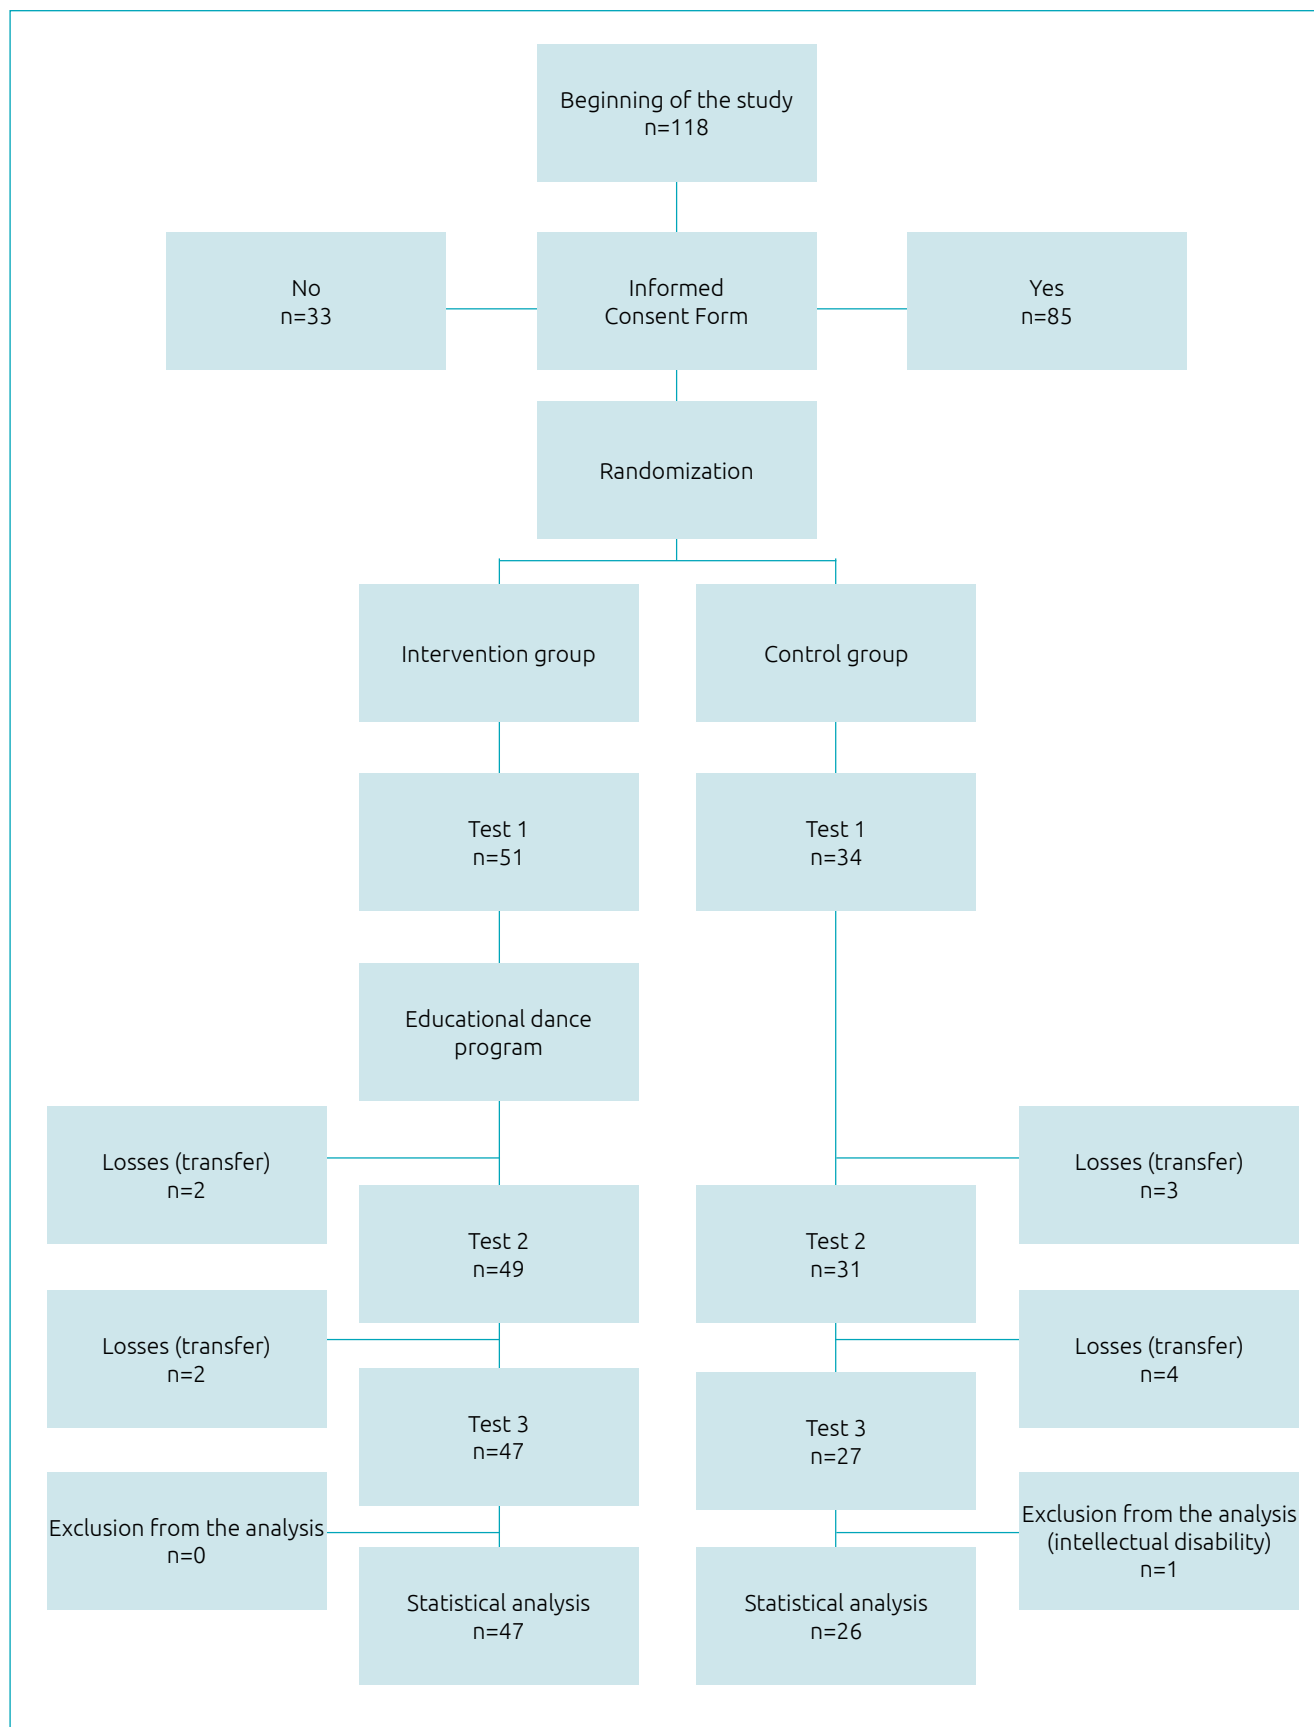 Beginning of the study
n=118
No
n=33
Informed
Consent Form
Yes
n=85
Randomization
Intervention group
Control group
Test 1
n=51
Test 1
n=34
Educational dance
program
Losses (transfer)
n=2
Losses (transfer)
n=3
Test 2
n=49
Test 2
n=31
Losses (transfer)
n=2
Losses (transfer)
n=4
Test 3
n=47
Test 3
n=27
Exclusion from the analysis
n=0
Exclusion from the analysis
(intellectual disability)
n=1
Statistical analysis
n=47
Statistical analysis
n=26